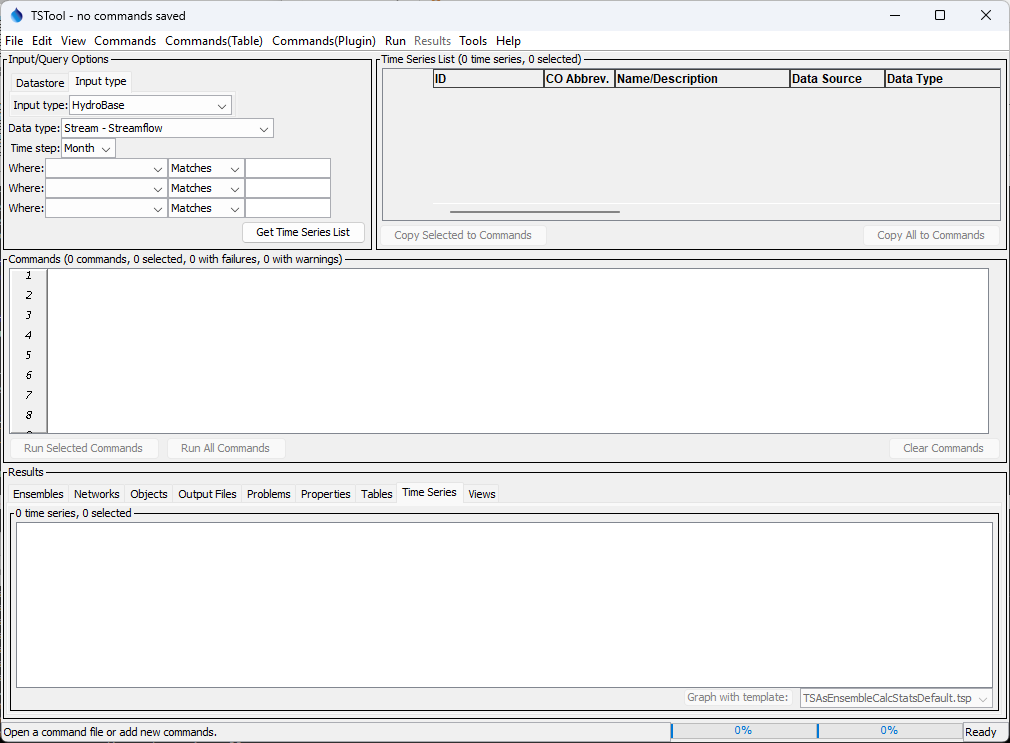 TSTool - no commands saved
File Edit View Commands Commands(Table) Commands(Plugin) Run Results Tools Help
Input/Query Options
Datastore Input type
Input type: HydroBase
Data type: Stream - Streamflow
Time step: Month
Where: Matches
Where: Matches
Where: Matches
Get Time Series List
Time Series List (0 time series, 0 selected)
ID CO Abbrev. Name/Description Data Source Data Type
Copy Selected to Commands Copy All to Commands
Commands (0 commands, 0 selected, 0 with failures, 0 with warnings)
1
2
3
4
5
6
7
8
Run Selected Commands Run All Commands Clear Commands
Results
Ensembles Networks Objects Output Files Problems Properties Tables Time Series Views
0 time series, 0 selected
Graph with template: TSAsEnsembleCalcStatsDefault.tsp
Open a command file or add new commands. 0% 0% Ready